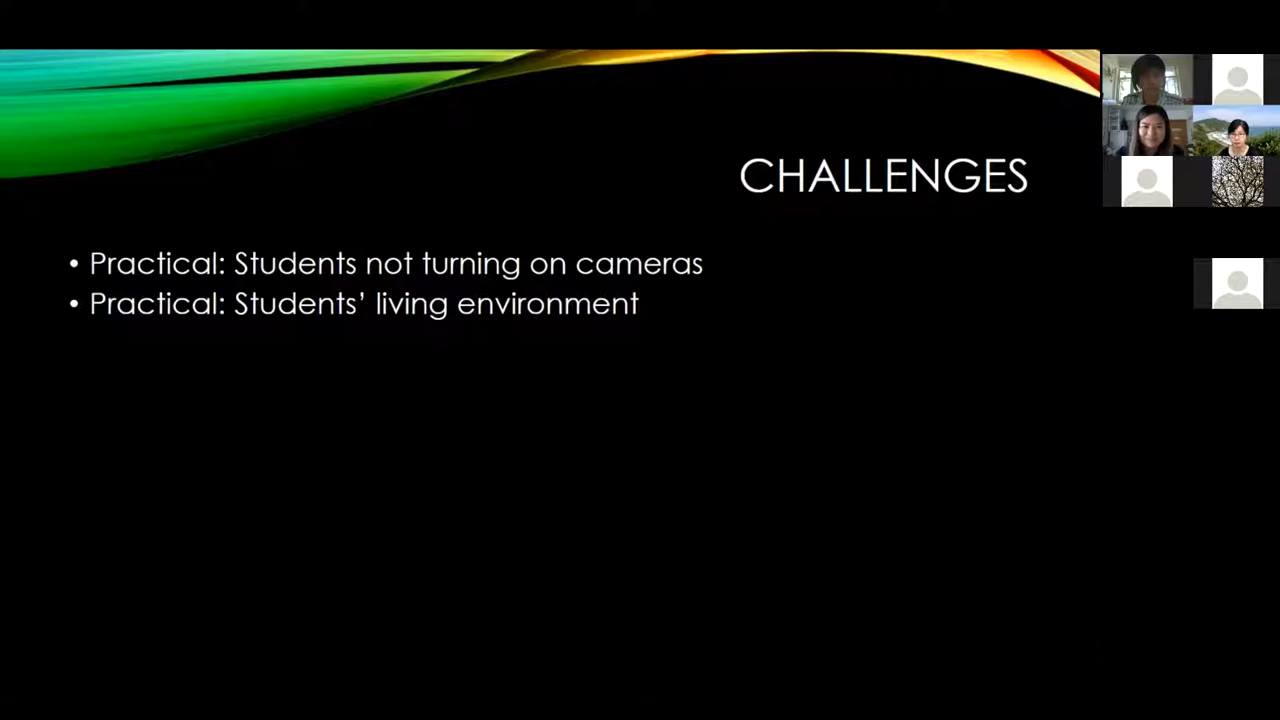 CHALLENGES
• Practical: Students not turning on cameras
• Practical: Students’ living environment